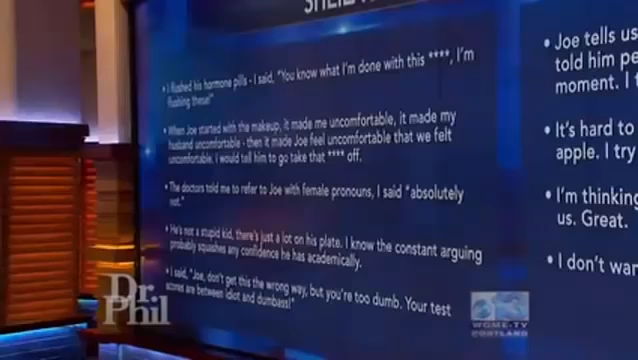 • I flushed his hormone pills - I said, "You know what I'm done with this ****, I'm
flushing these!"
• When Joe started with the makeup, it made me uncomfortable, it made my
husband uncomfortable - then it made Joe feel uncomfortable that we felt
uncomfortable. I would tell him to go take that **** off.
• The doctors told me to refer to Joe with female pronouns, I said "absolutely
not."
• He's not a stupid kid, there's just a lot on his plate. I know the constant arguing
probably squashes any confidence he has academically.
• I said, "Joe, don't get this the wrong way, but you're too dumb. Your test
scores are between idiot and dumbass!"
• Joe tells us
told him pe
moment. I t
• It's hard to
apple. I try
• I'm thinking
us. Great.
• I don't wan
Dr.
Phil
WGME-TV
PORTLAND